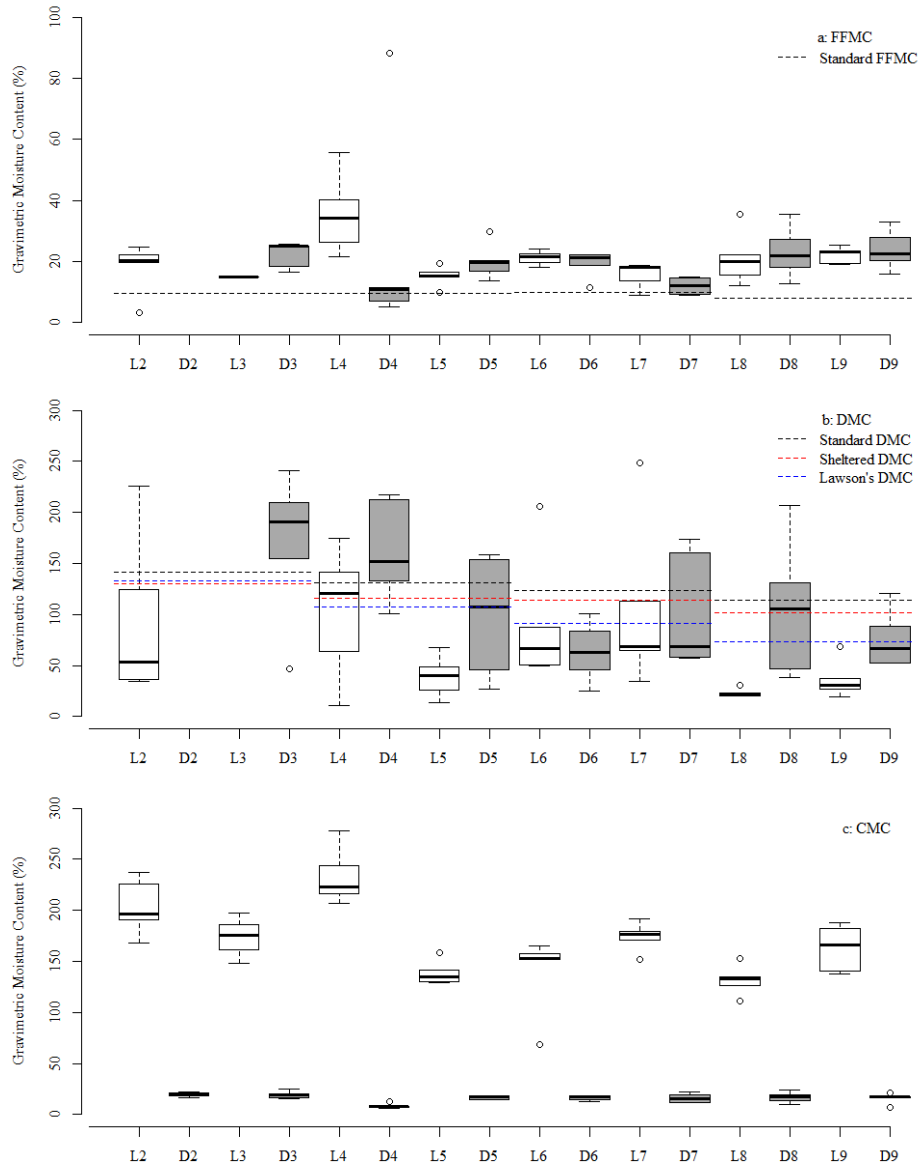 a: FFMC
Standard FFMC
Gravimetric Moisture Content (%)
0 20 40 60 80 100
L2 D2 L3 D3 L4 D4 L5 D5 L6 D6 L7 D7 L8 D8 L9 D9
b: DMC
Standard DMC
Sheltered DMC
Lawson's DMC
Gravimetric Moisture Content (%)
0 50 100 150 200 250 300
L2 D2 L3 D3 L4 D4 L5 D5 L6 D6 L7 D7 L8 D8 L9 D9
c: CMC
Gravimetric Moisture Content (%)
0 50 100 150 200 250 300
L2 D2 L3 D3 L4 D4 L5 D5 L6 D6 L7 D7 L8 D8 L9 D9